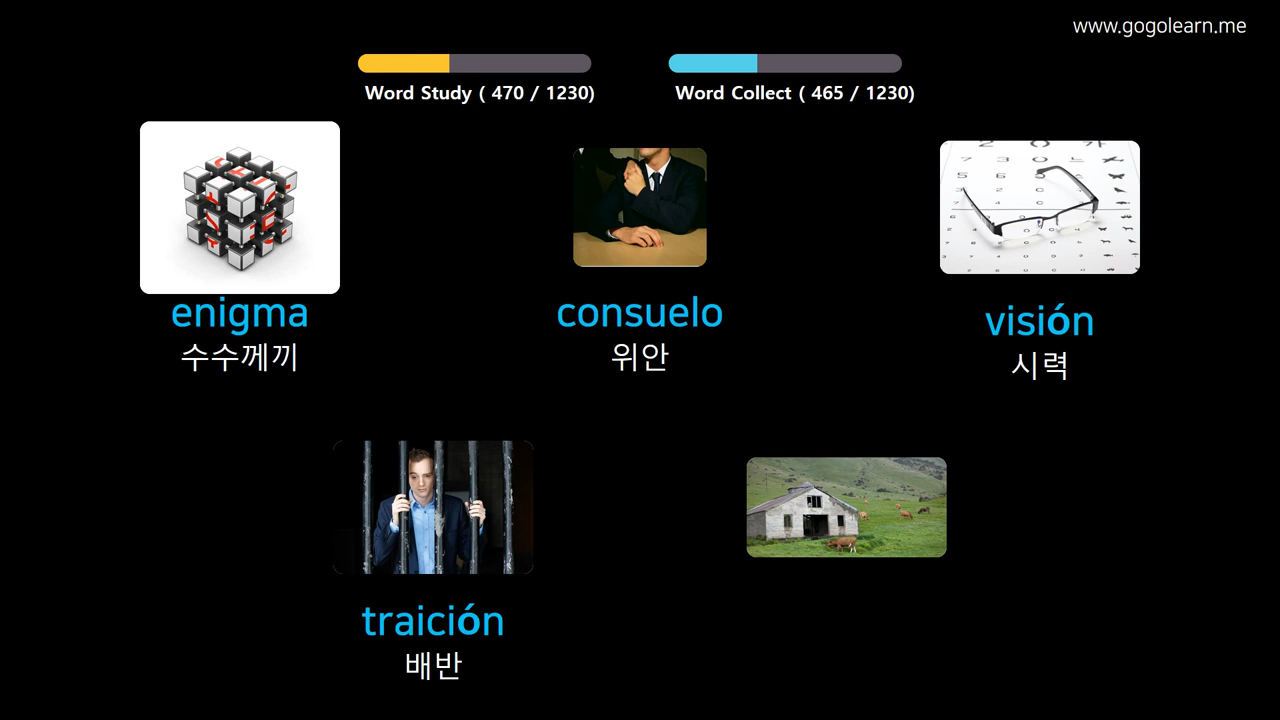 www.gogolearn.me
Word Study ( 470 / 1230)
Word Collect ( 465 / 1230)
enigma
수수께끼
consuelo
위안
visión
시력
traición
배반